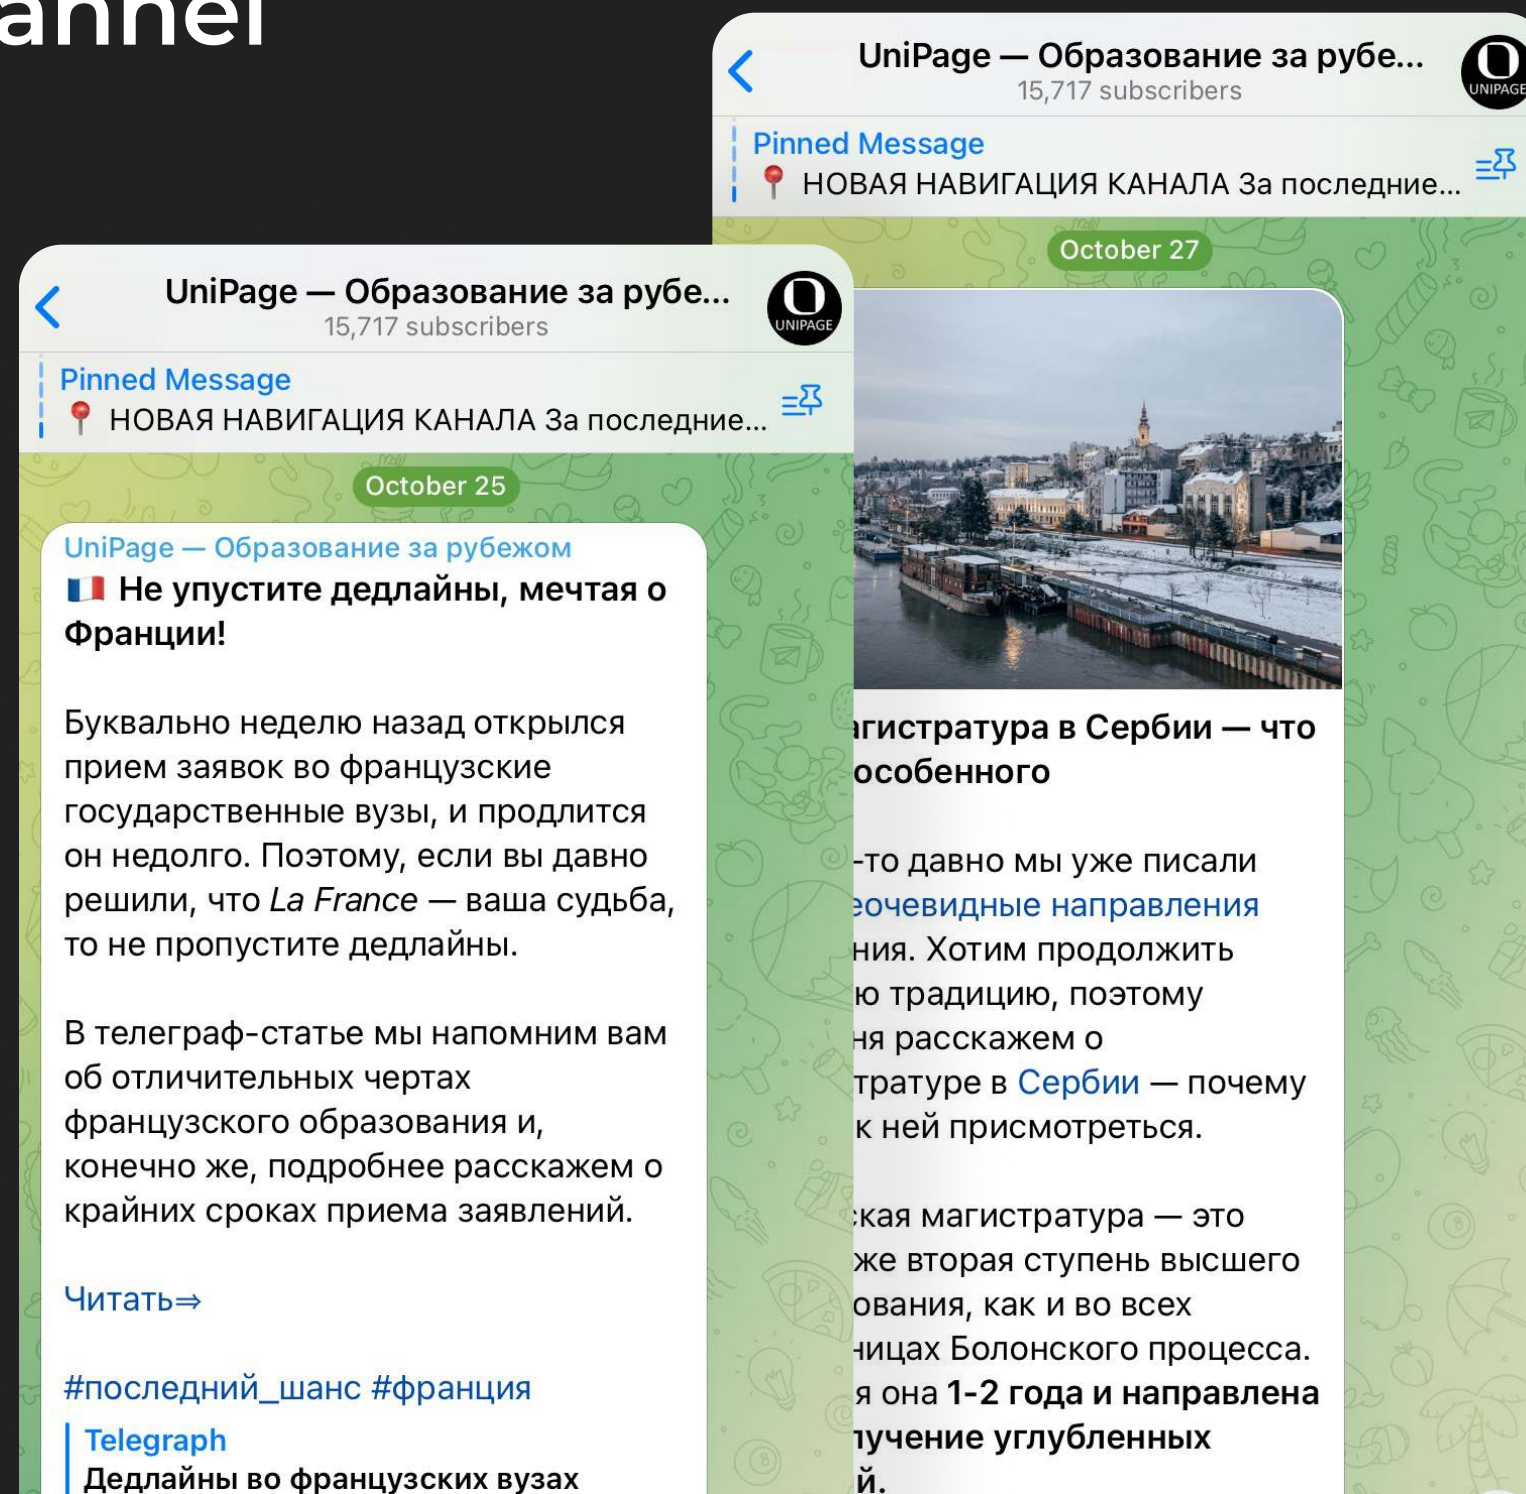 annel
UniPage — Образование за рубе...
15,717 subscribers
UNIPAGE
Pinned Message
НОВАЯ НАВИГАЦИЯ КАНАЛА За последние...
October 25
UniPage — Образование за рубежом
Не упустите дедлайны, мечтая о
Франции!
Буквально неделю назад открылся
прием заявок во французские
государственные вузы, и продлится
он недолго. Поэтому, если вы давно
решили, что La France — ваша судьба,
то не пропустите дедлайны.
В телеграф-статье мы напомним вам
об отличительных чертах
французского образования и,
конечно же, подробнее расскажем о
крайних сроках приема заявлений.
Читать⇒
#последний_шанс #франция
Telegraph
Дедлайны во французских вузах
UniPage — Образование за рубе...
15,717 subscribers
UNIPAGE
Pinned Message
НОВАЯ НАВИГАЦИЯ КАНАЛА За последние...
October 27
агистратура в Сербии — что
особенного
-то давно мы уже писали
еочевидные направления
ния. Хотим продолжить
ю традицию, поэтому
ня расскажем о
тратуре в Сербии — почему
к ней присмотреться.
ская магистратура — это
же вторая ступень высшего
ования, как и во всех
ницах Болонского процесса.
я она 1-2 года и направлена
лучение углубленных
й.